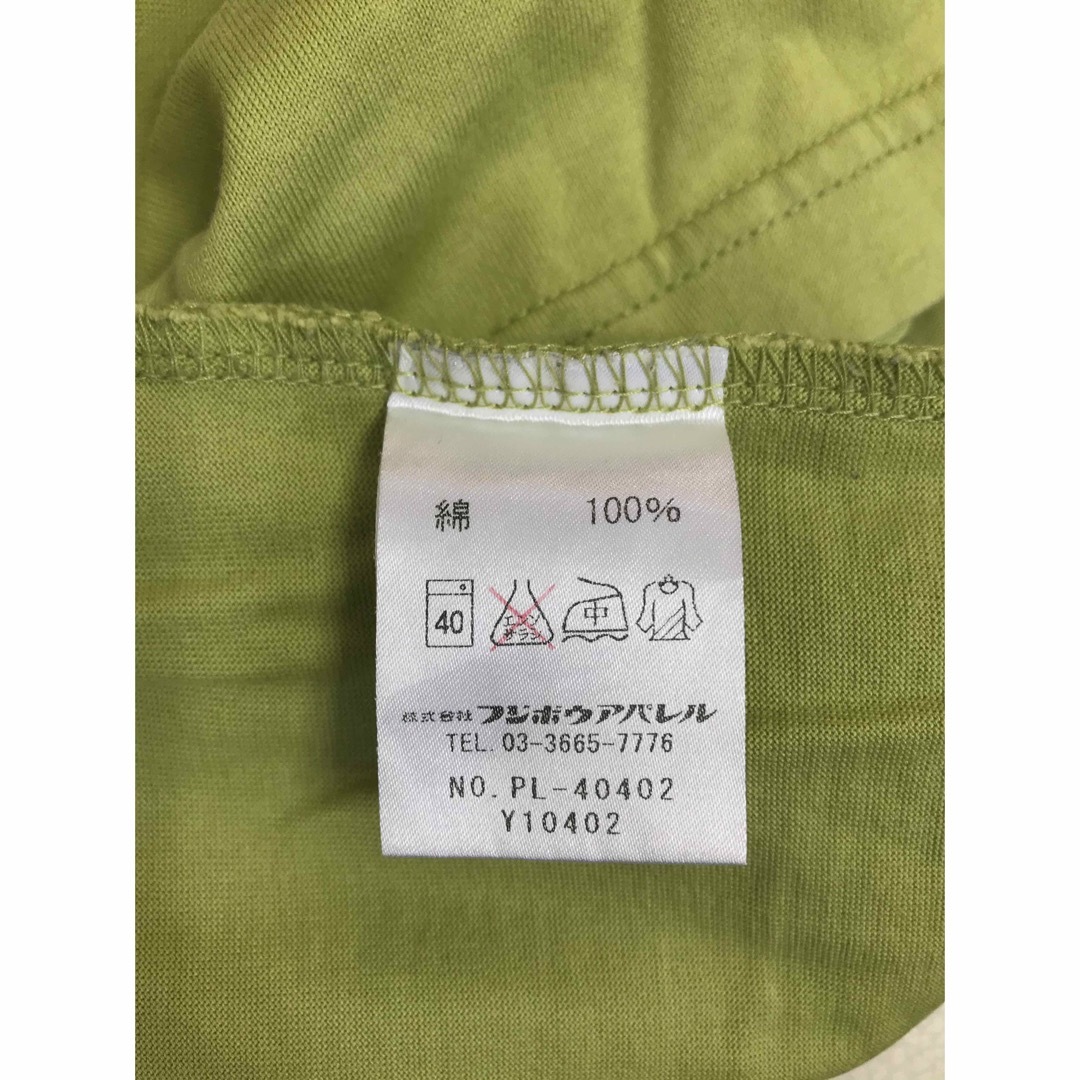 綿 100%
40 エンソ サラシ 中
株式会社 フジボウアパレル
TEL. 03-3665-7776
NO. PL-40402
Y10402